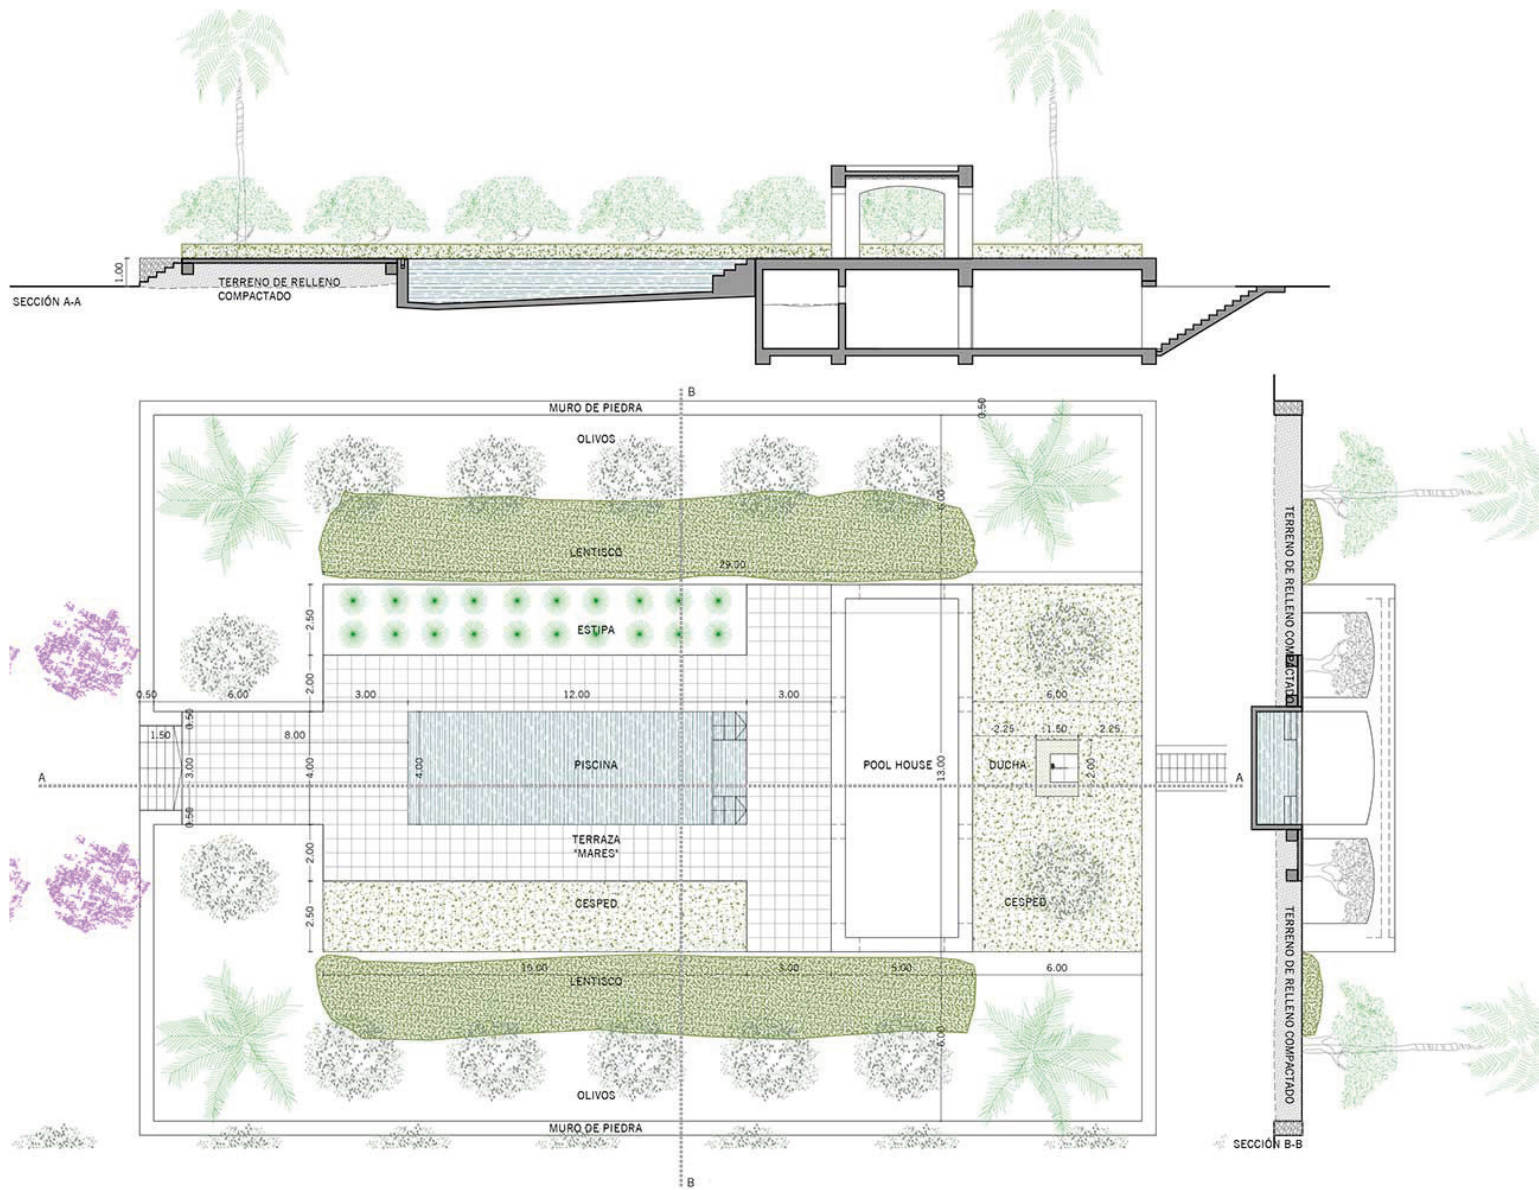 1.00
TERRENO DE RELLENO
COMPACTADO
SECCIÓN A-A
B
MURO DE PIEDRA
0.50
OLIVOS
6.00
LENTISCO
29.00
2.50
ESTIPA
2.00
0.50
6.00
3.00
12.00
3.00
6.00
0.50
1.50
8.00
2.25
1.50
2.25
A
3.00
4.00
4.00
PISCINA
POOL HOUSE
13.00
DUCHA
2.00
A
0.50
TERRAZA
"MARES"
2.00
2.50
CESPED
CESPED
15.00
3.00
5.00
6.00
LENTISCO
6.00
OLIVOS
MURO DE PIEDRA
B
TERRENO DE RELLENO COMPACTADO
TERRENO DE RELLENO COMPACTADO
SECCIÓN B-B